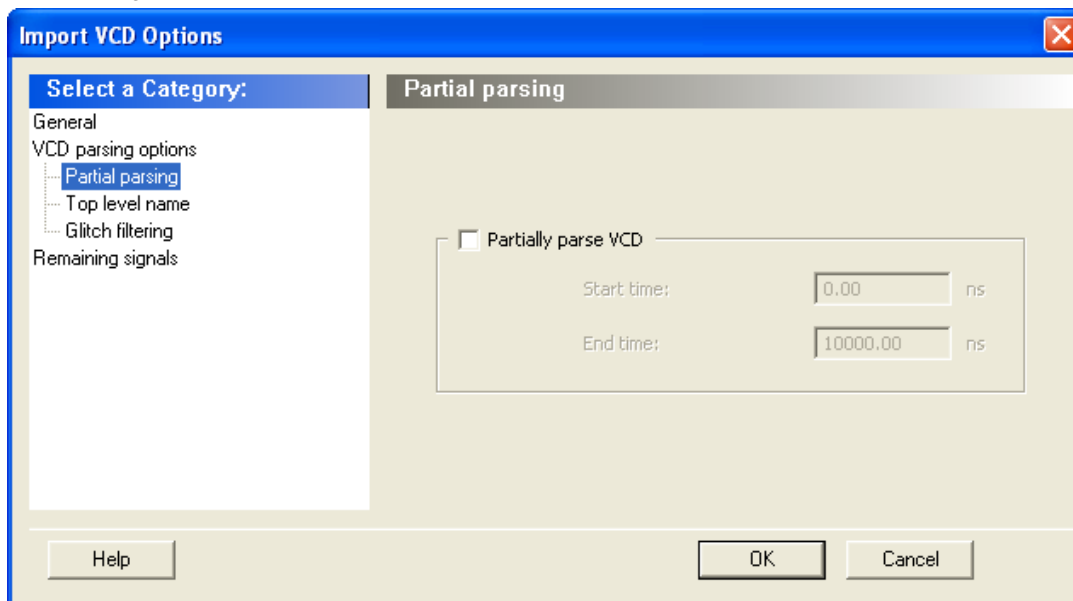 Import VCD Options
Select a Category:
General
VCD parsing options
Partial parsing
Top level name
Glitch filtering
Remaining signals
Partial parsing
Partially parse VCD
Start time: 0.00 ns
End time: 10000.00 ns
Help OK Cancel